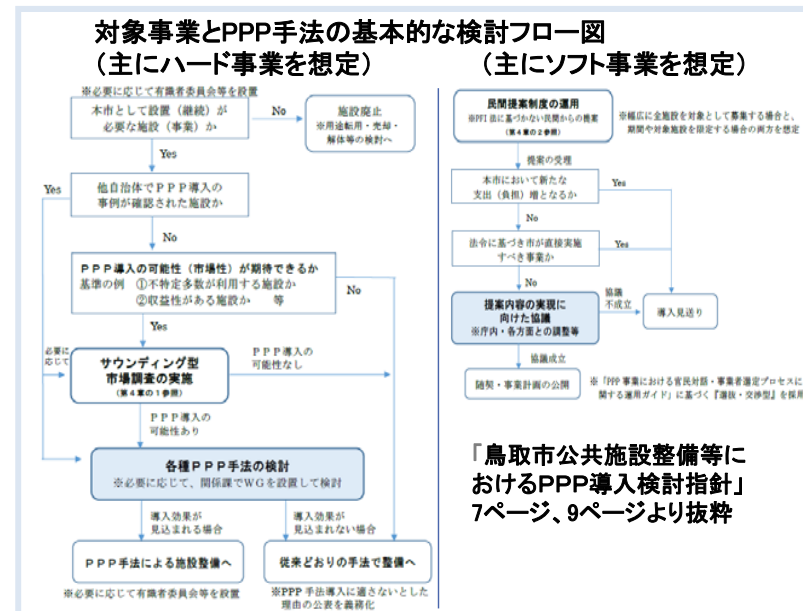 対象事業とPPP手法の基本的な検討フロー図
（主にハード事業を想定）
（主にソフト事業を想定）
※必要に応じて有識者委員会等を設置
本市として設置（継続）が
必要な施設（事業）か
No
施設廃止
※用途転用・売却・
解体等の検討へ
Yes
Yes
他自治体でＰＰＰ導入の
事例が確認された施設か
No
ＰＰＰ導入の可能性（市場性）が期待できるか
基準の例　①不特定多数が利用する施設か
②収益性がある施設か　等
No
Yes
必要に
応じて
サウンディング型
市場調査の実施
（第４章の１参照）
ＰＰＰ導入の
可能性なし
ＰＰＰ導入の
可能性あり
各種ＰＰＰ手法の検討
※必要に応じて、関係課でWGを設置して検討
導入効果が
見込まれる場合
導入効果が
見込まれない場合
ＰＰＰ手法による施設整備へ
従来どおりの手法で整備へ
※必要に応じて有識者委員会等を設置
※PPP手法導入に適さないとした
理由の公表を義務化
民間提案制度の運用
※PFI法に基づかない民間からの提案
（第４章の２参照）
※幅広に全施設を対象として募集する場合と、
期間や対象施設を限定する場合の両方を想定
提案の受理
本市において新たな
支出（負担）増となるか
Yes
No
法令に基づき市が直接実施
すべき事業か
Yes
No
提案内容の実現に
向けた協議
※庁内・各方面との調整等
協議
不成立
導入見送り
協議成立
随契・事業計画の公開
※「PPP事業における官民対話・事業者選定プロセスに
関する運用ガイド」に基づく『選抜・交渉型』を採用
「鳥取市公共施設整備等に
おけるPPP導入検討指針」
7ページ、9ページより抜粋